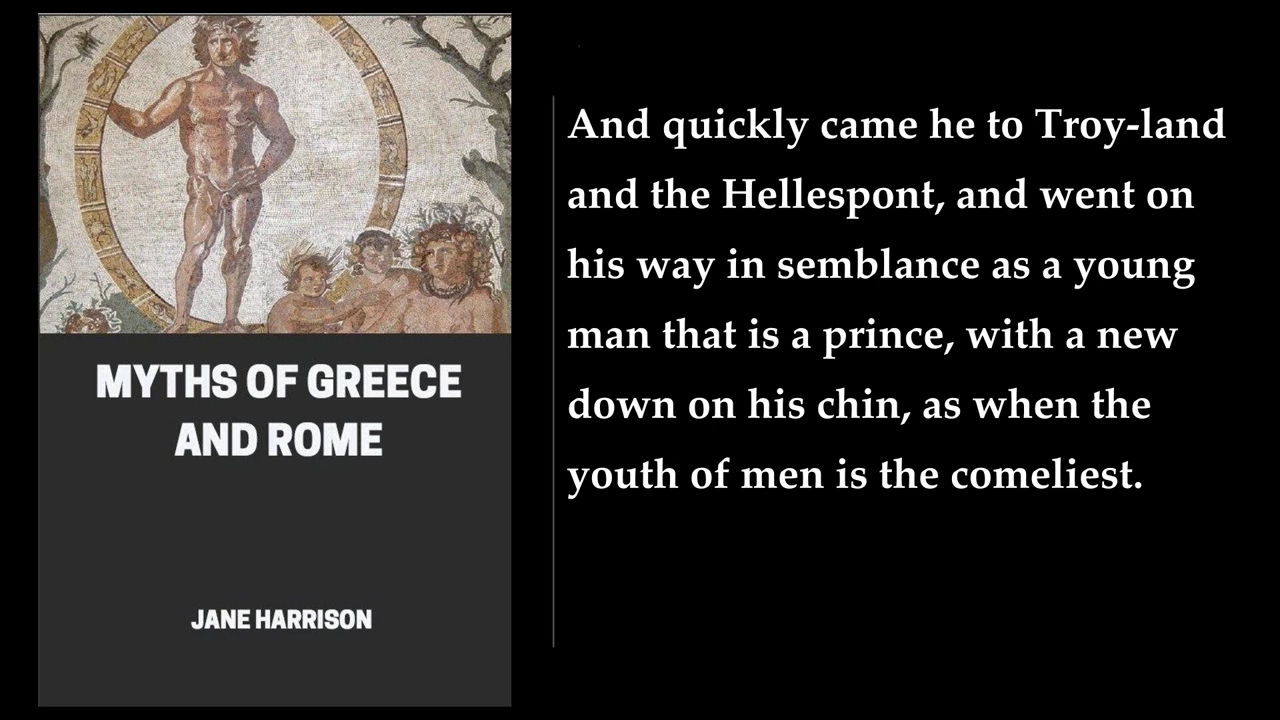 MYTHS OF GREECE
AND ROME
JANE HARRISON
And quickly came he to Troy-land
and the Hellespont, and went on
his way in semblance as a young
man that is a prince, with a new
down on his chin, as when the
youth of men is the comeliest.